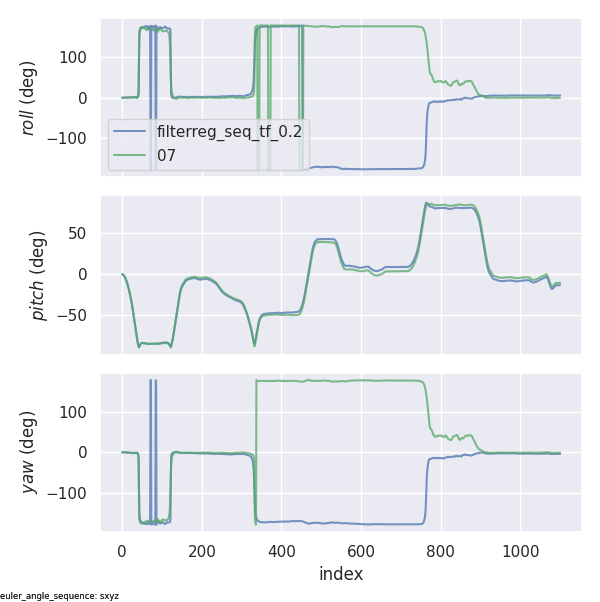 100
0
−100
roll (deg)
filterreg_seq_tf_0.2
07
50
0
−50
pitch (deg)
100
0
−100
yaw (deg)
0 200 400 600 800 1000
index
euler_angle_sequence: sxyz